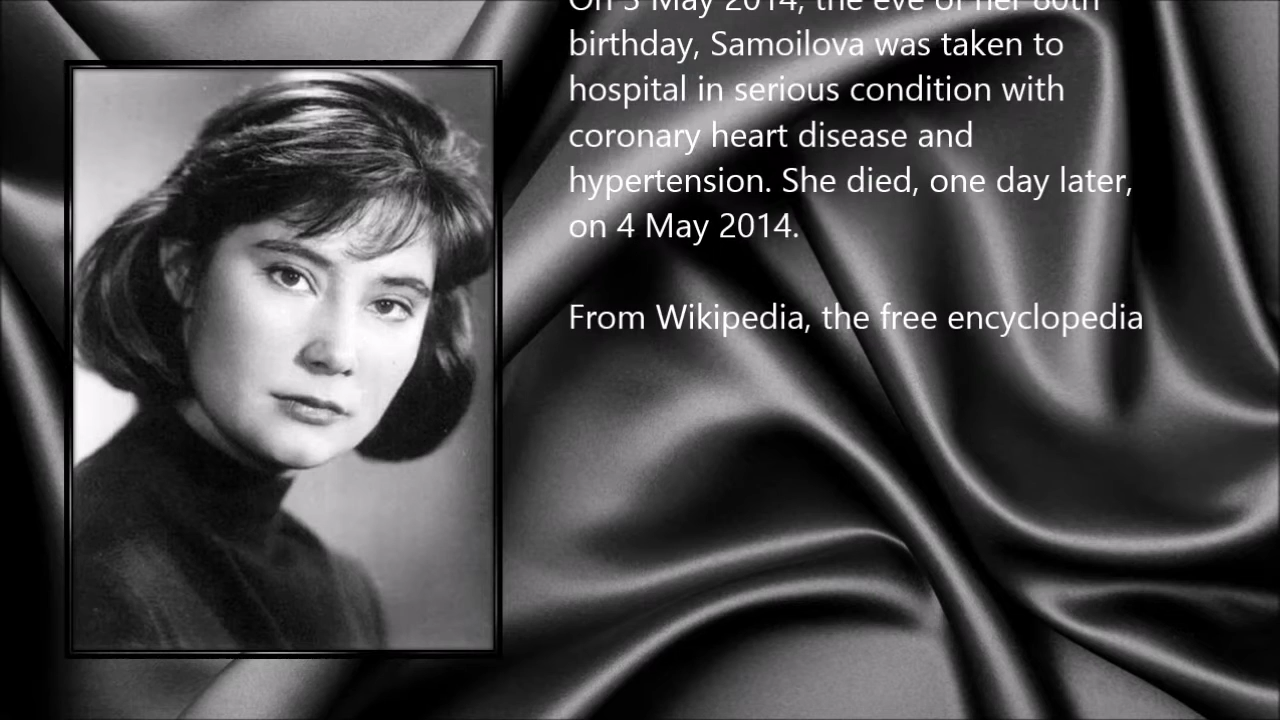 On 3 May 2014, the eve of her 80th
birthday, Samoilova was taken to
hospital in serious condition with
coronary heart disease and
hypertension. She died, one day later,
on 4 May 2014.
From Wikipedia, the free encyclopedia